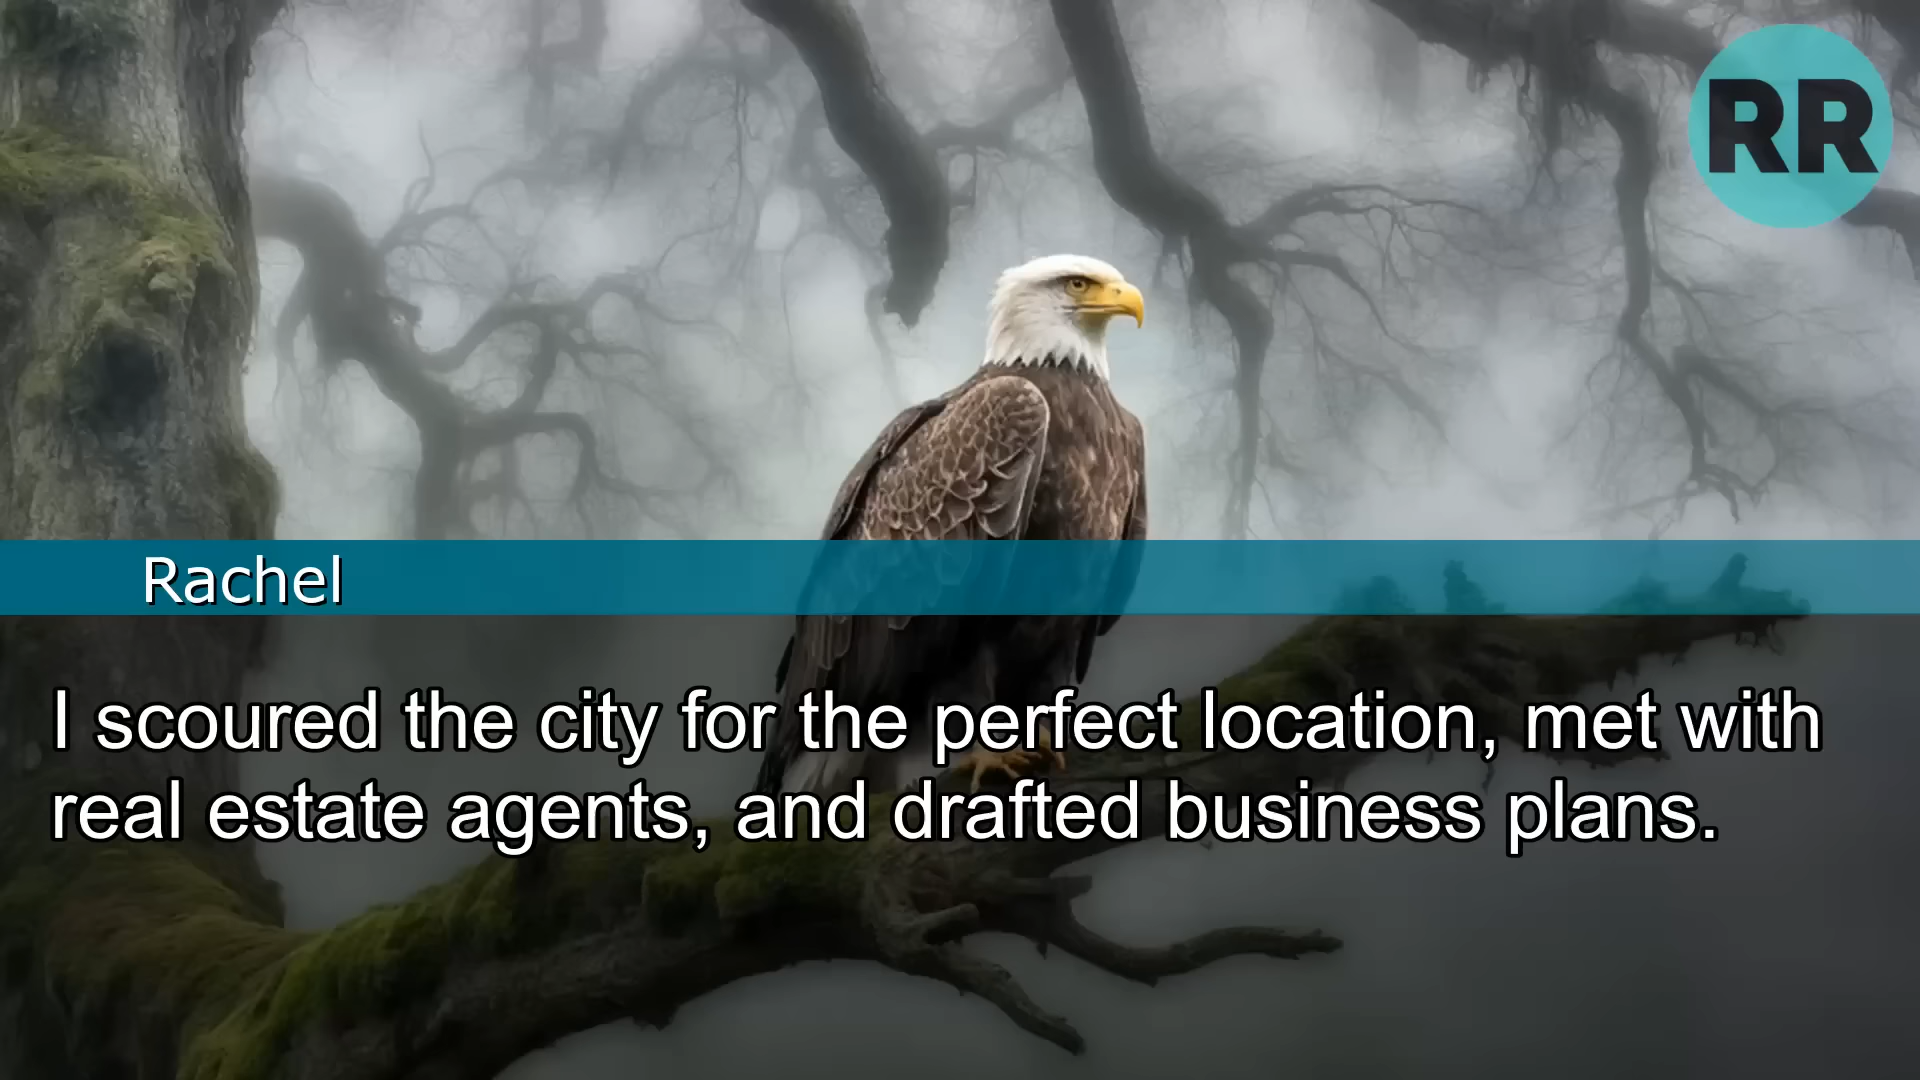 RR
Rachel
I scoured the city for the perfect location, met with
real estate agents, and drafted business plans.